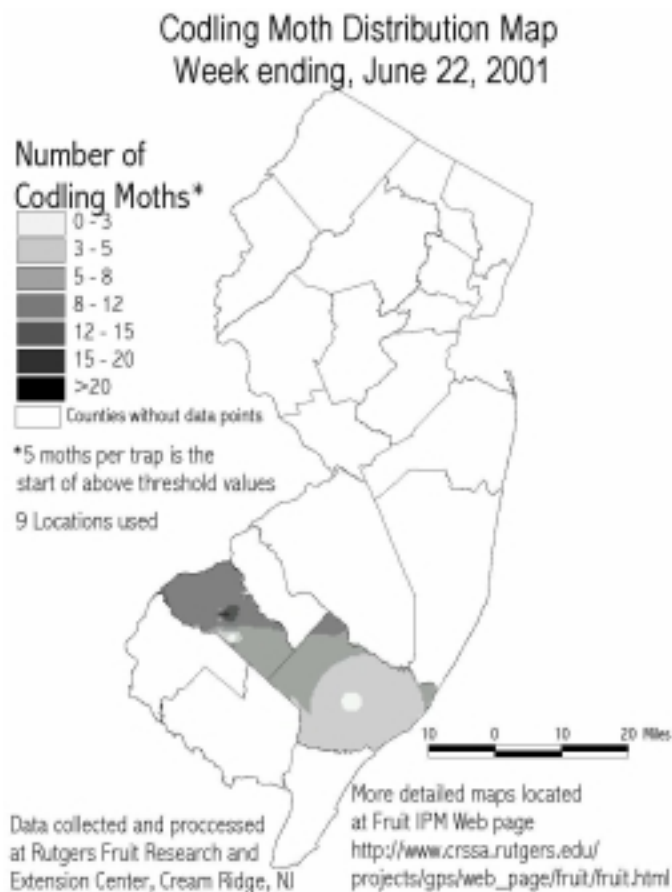 Codling Moth Distribution Map
Week ending, June 22, 2001
Number of
Codling Moths*
0 - 3
3 - 5
5 - 8
8 - 12
12 - 15
15 - 20
>20
Counties without data points
*5 moths per trap is the
start of above threshold values
9 Locations used
10 0 10 20 Miles
Data collected and proccessed
at Rutgers Fruit Research and
Extension Center, Cream Ridge, NJ
More detailed maps located
at Fruit IPM Web page
http://www.crssa.rutgers.edu/
projects/gps/web_page/fruit/fruit.html